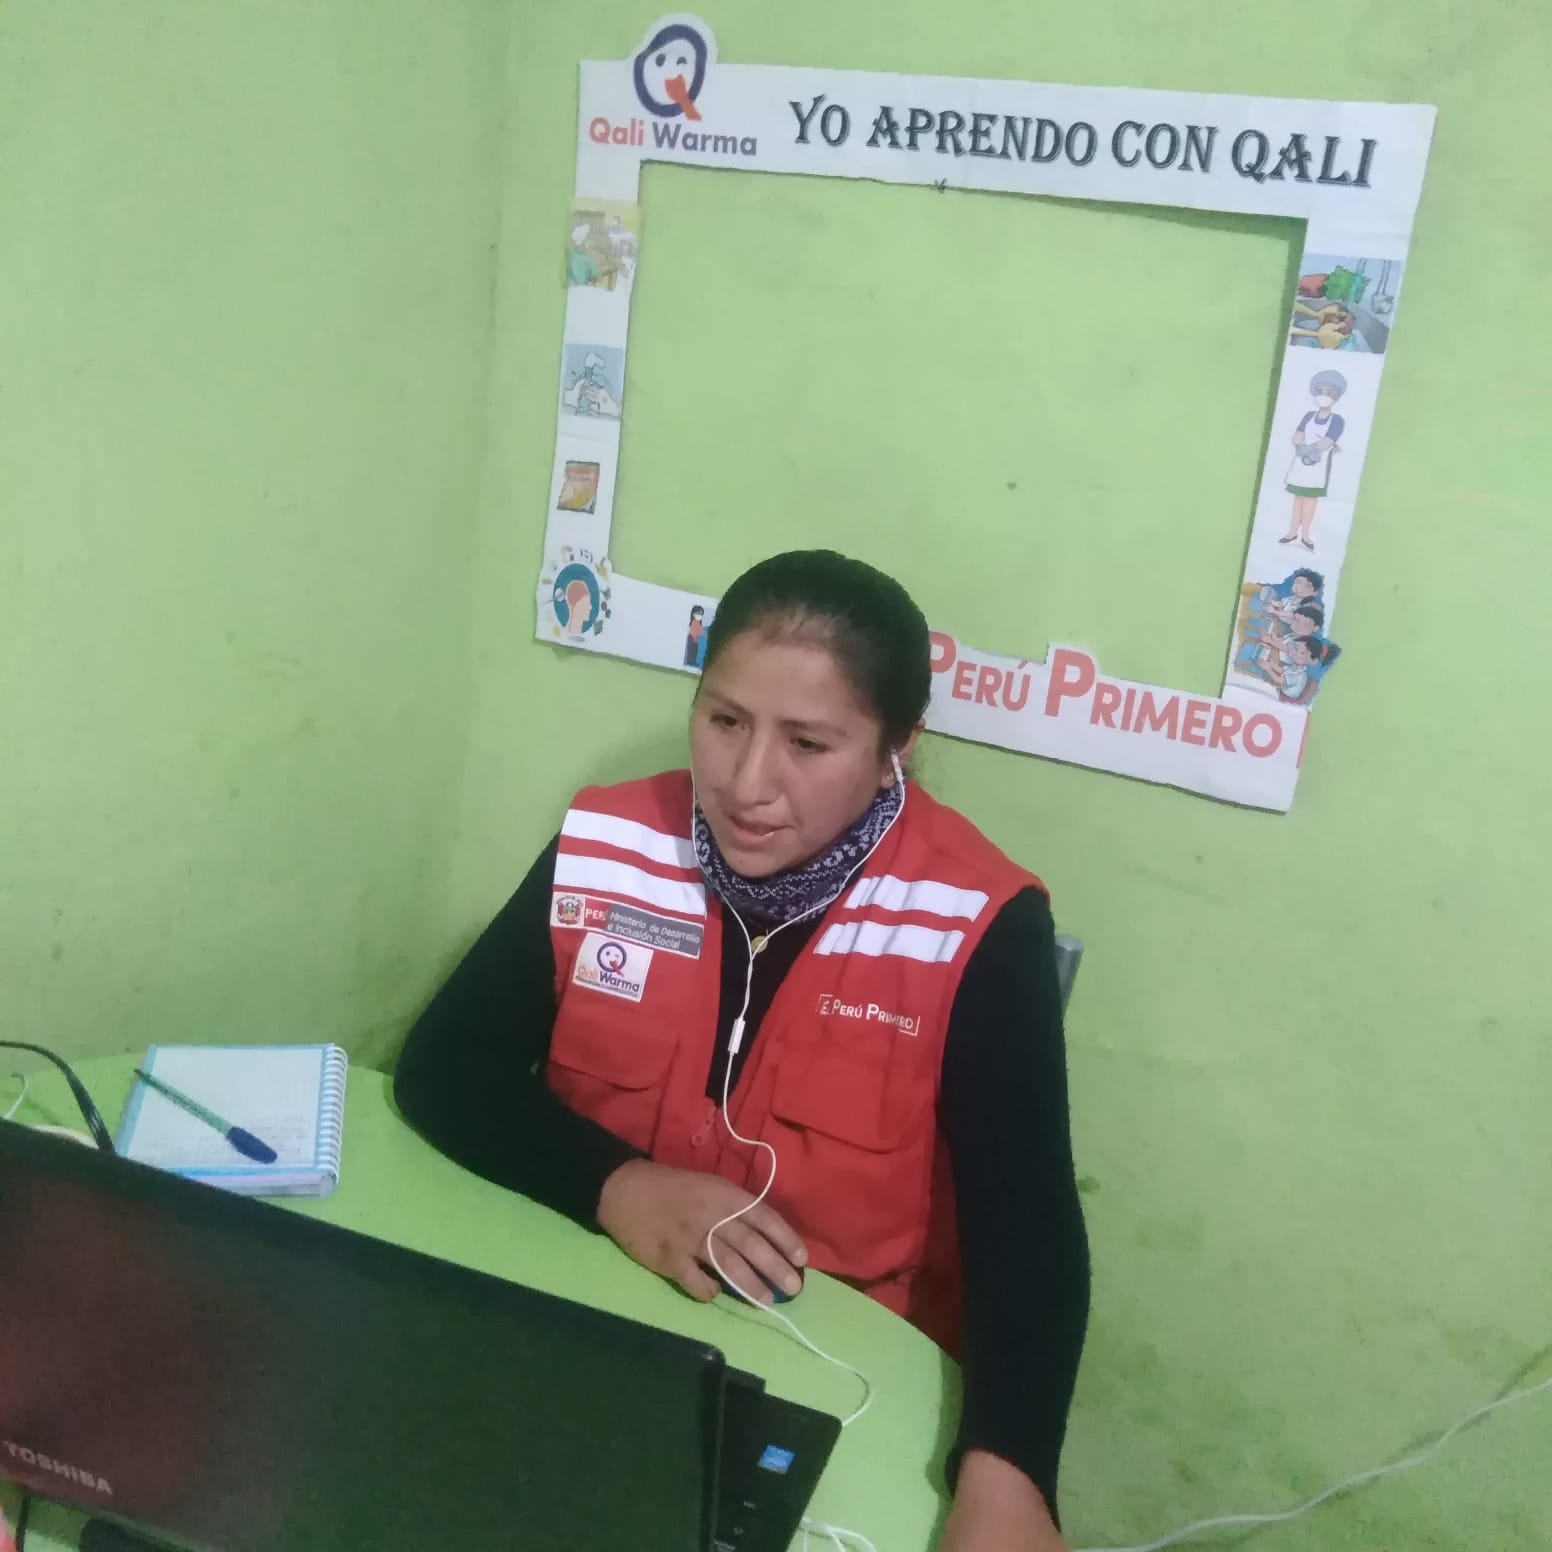 Qali Warma
YO APRENDO CON QALI
PERÚ PRIMERO
PERÚ
Ministerio de Desarrollo
e Inclusión Social
Qali Warma
EL PERÚ PRIMERO
TOSHIBA